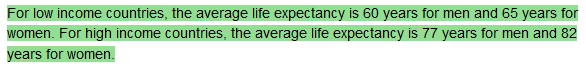 For low income countries, the average life expectancy is 60 years for men and 65 years for
women. For high income countries, the average life expectancy is 77 years for men and 82
years for women.